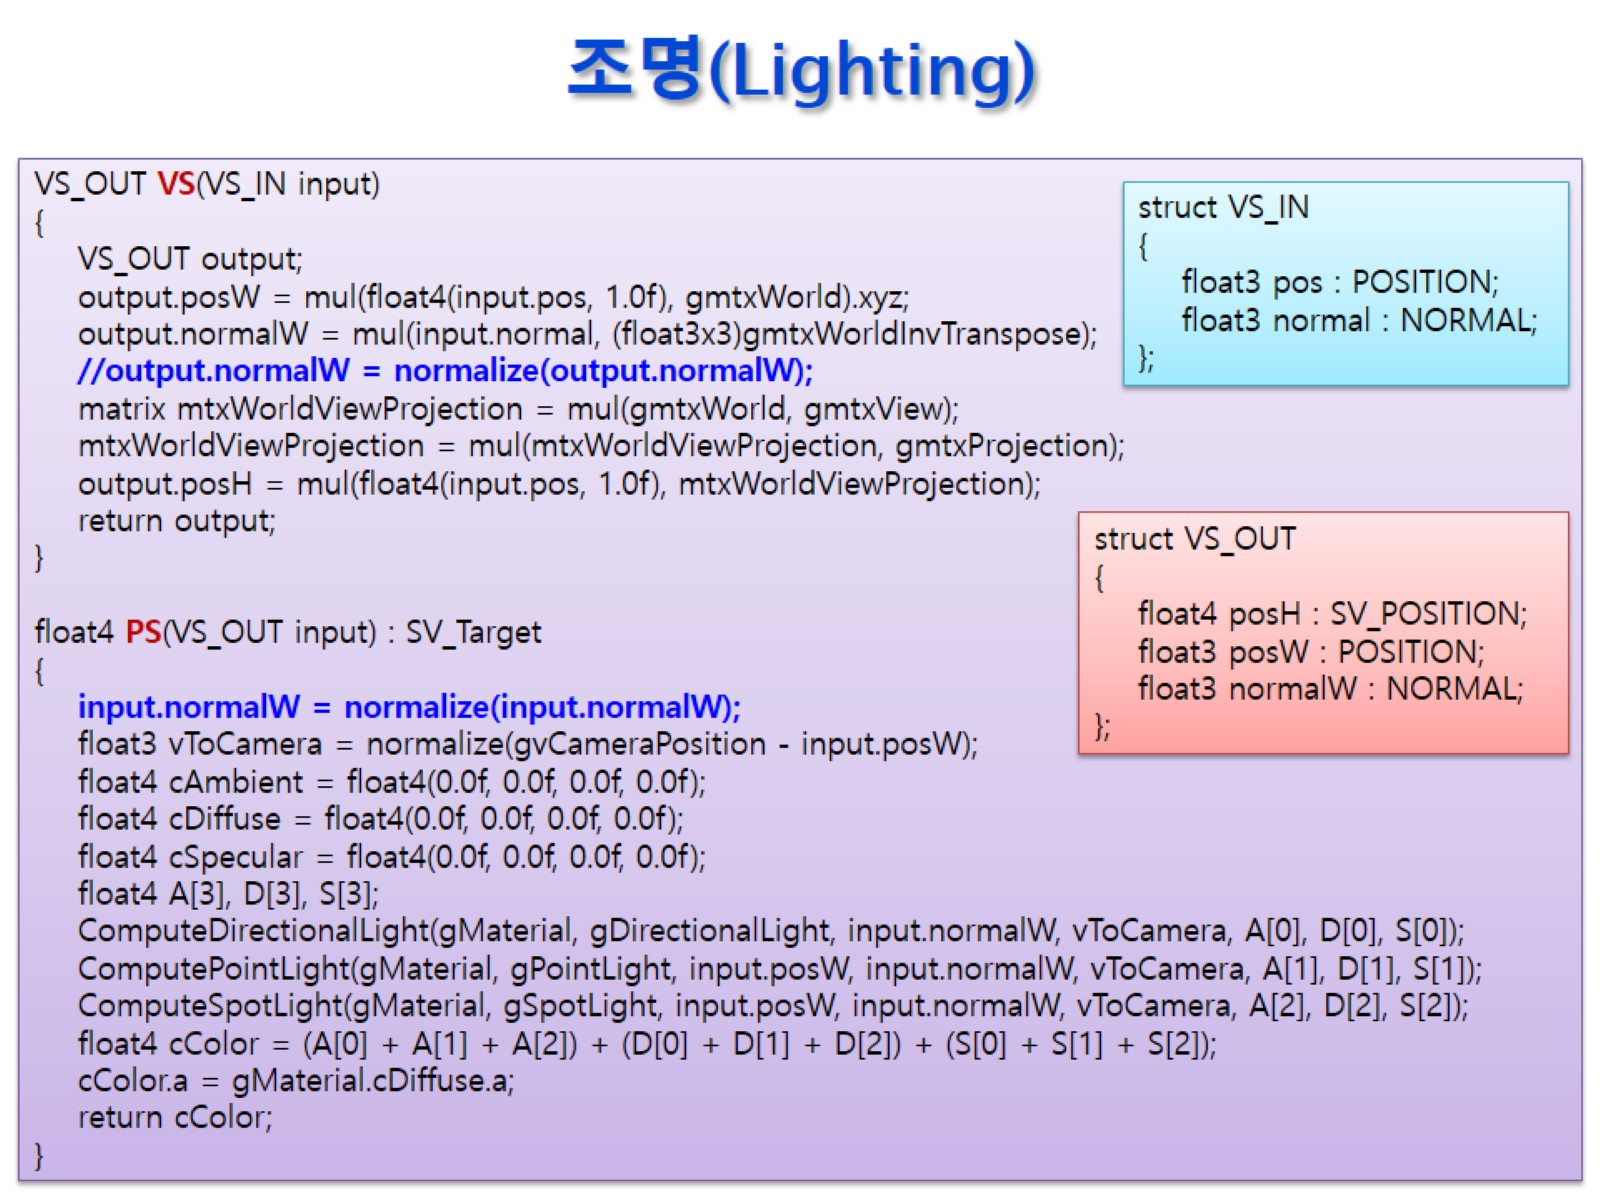 조명(Lighting)
VS_OUT VS(VS_IN input)
{
VS_OUT output;
output.posW = mul(float4(input.pos, 1.0f), gmtxWorld).xyz;
output.normalW = mul(input.normal, (float3x3)gmtxWorldInvTranspose);
//output.normalW = normalize(output.normalW);
matrix mtxWorldViewProjection = mul(gmtxWorld, gmtxView);
mtxWorldViewProjection = mul(mtxWorldViewProjection, gmtxProjection);
output.posH = mul(float4(input.pos, 1.0f), mtxWorldViewProjection);
return output;
}
struct VS_IN
{
float3 pos : POSITION;
float3 normal : NORMAL;
};
struct VS_OUT
{
float4 posH : SV_POSITION;
float3 posW : POSITION;
float3 normalW : NORMAL;
};
float4 PS(VS_OUT input) : SV_Target
{
input.normalW = normalize(input.normalW);
float3 vToCamera = normalize(gvCameraPosition - input.posW);
float4 cAmbient = float4(0.0f, 0.0f, 0.0f, 0.0f);
float4 cDiffuse = float4(0.0f, 0.0f, 0.0f, 0.0f);
float4 cSpecular = float4(0.0f, 0.0f, 0.0f, 0.0f);
float4 A[3], D[3], S[3];
ComputeDirectionalLight(gMaterial, gDirectionalLight, input.normalW, vToCamera, A[0], D[0], S[0]);
ComputePointLight(gMaterial, gPointLight, input.posW, input.normalW, vToCamera, A[1], D[1], S[1]);
ComputeSpotLight(gMaterial, gSpotLight, input.posW, input.normalW, vToCamera, A[2], D[2], S[2]);
float4 cColor = (A[0] + A[1] + A[2]) + (D[0] + D[1] + D[2]) + (S[0] + S[1] + S[2]);
cColor.a = gMaterial.cDiffuse.a;
return cColor;
}